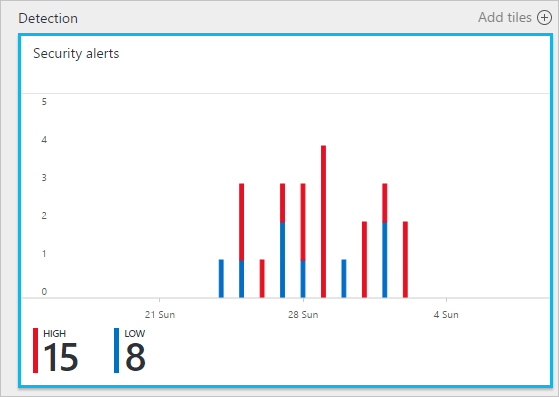 Detection
Add tiles
Security alerts
5
4
3
2
1
0
21 Sun
28 Sun
4 Sun
HIGH
15
LOW
8